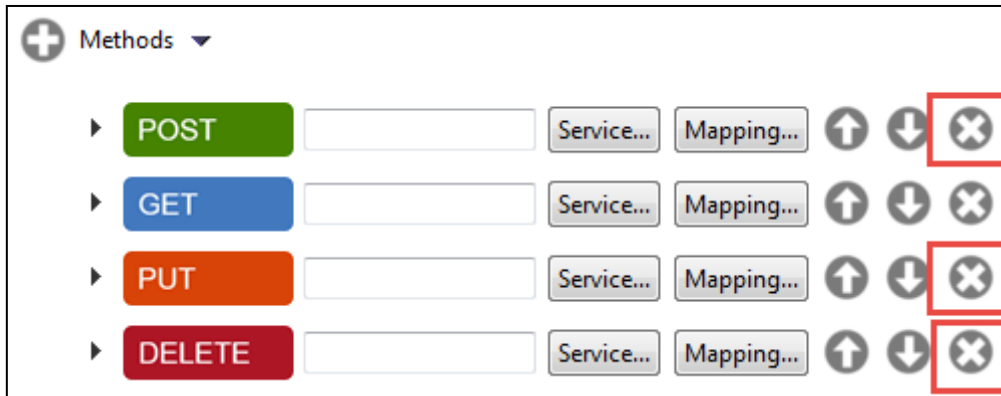 Methods
POST Service... Mapping...
GET Service... Mapping...
PUT Service... Mapping...
DELETE Service... Mapping...